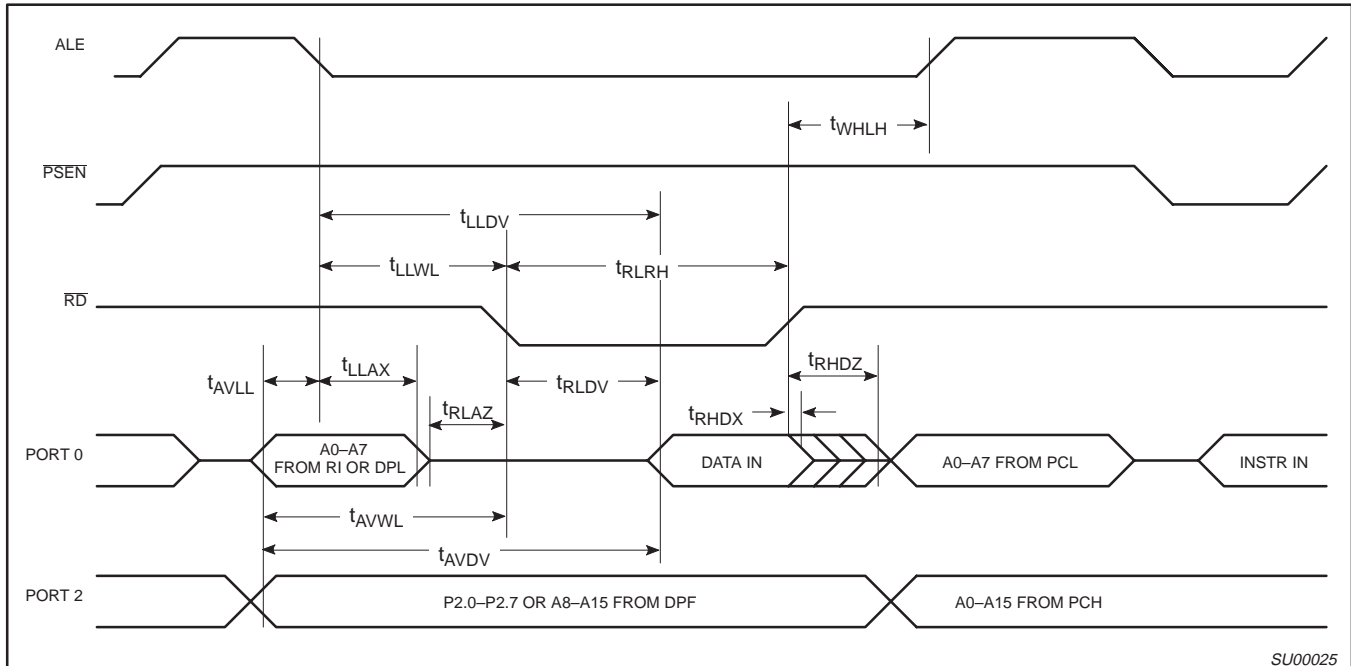 ALE
tWHLH
PSEN
tLLDV
tLLWL
tRLRH
RD
tAVLL
tLLAX
tRLAZ
tRLDV
tRHDZ
tRHDX
PORT 0
A0–A7
FROM RI OR DPL
DATA IN
A0–A7 FROM PCL
INSTR IN
tAVWL
tAVDV
PORT 2
P2.0–P2.7 OR A8–A15 FROM DPF
A0–A15 FROM PCH
SU00025